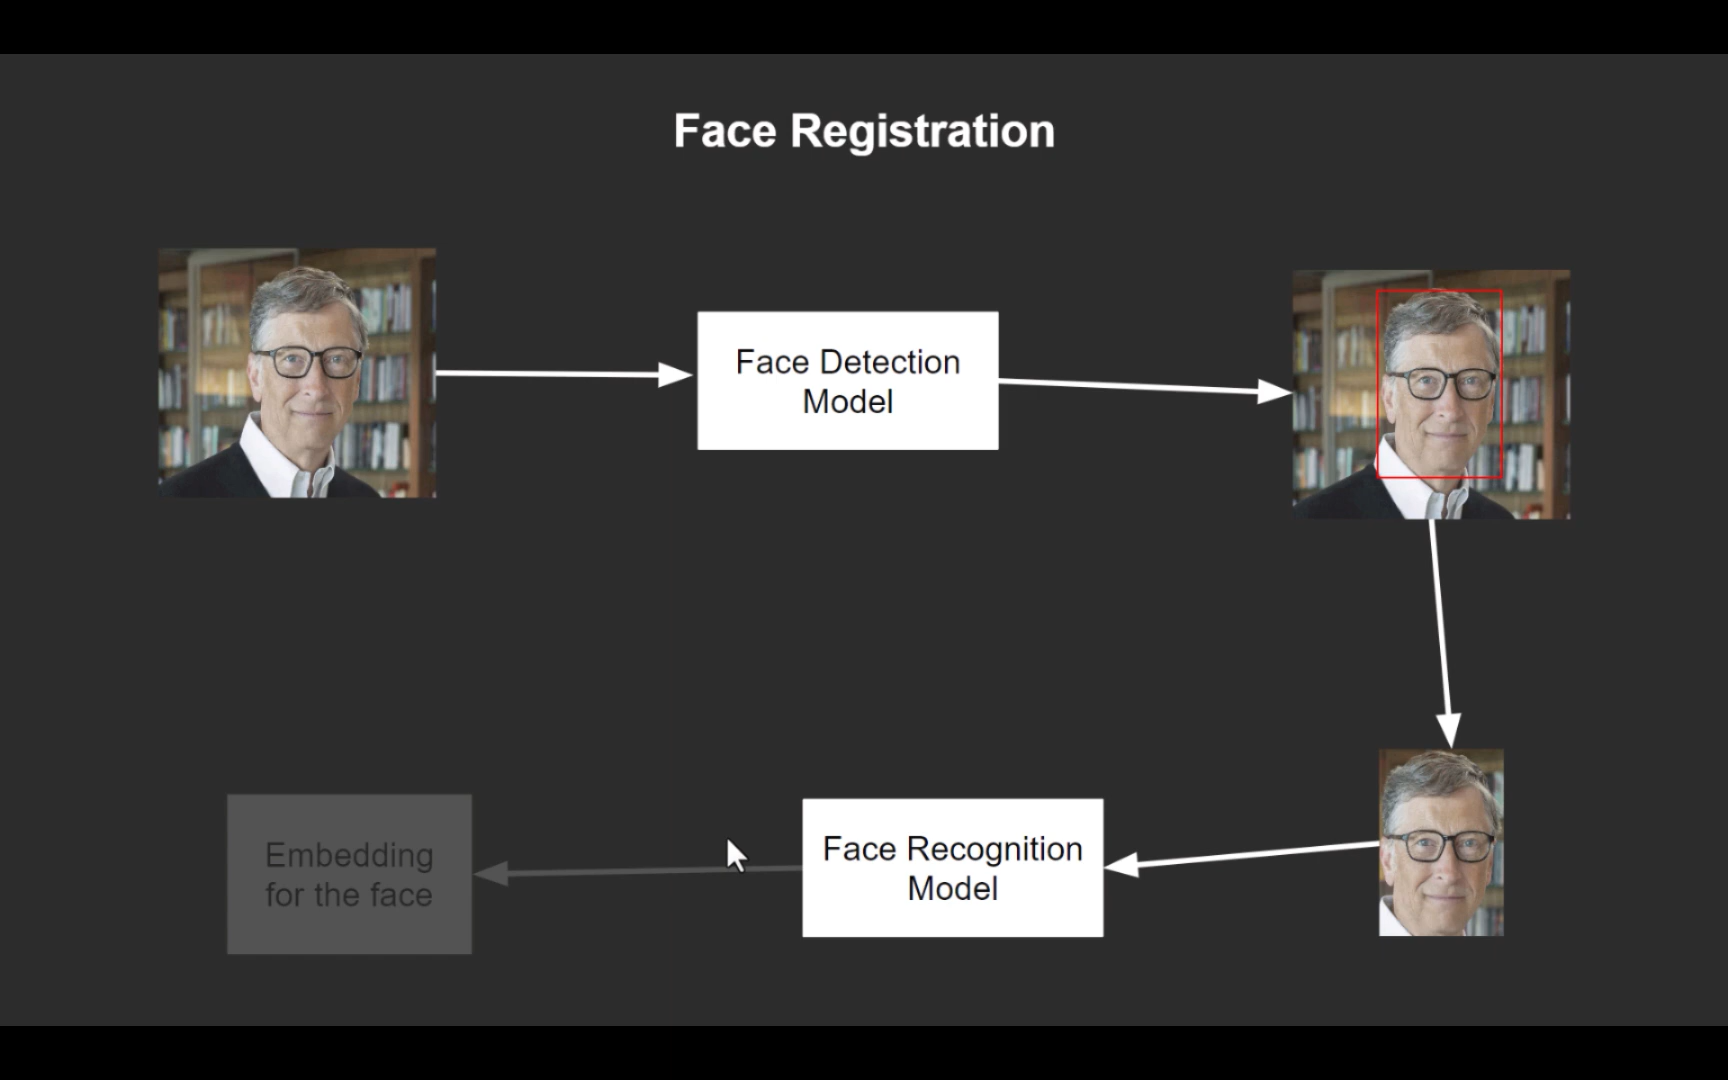 Face Registration
Face Detection
Model
Face Recognition
Model
Embedding
for the face